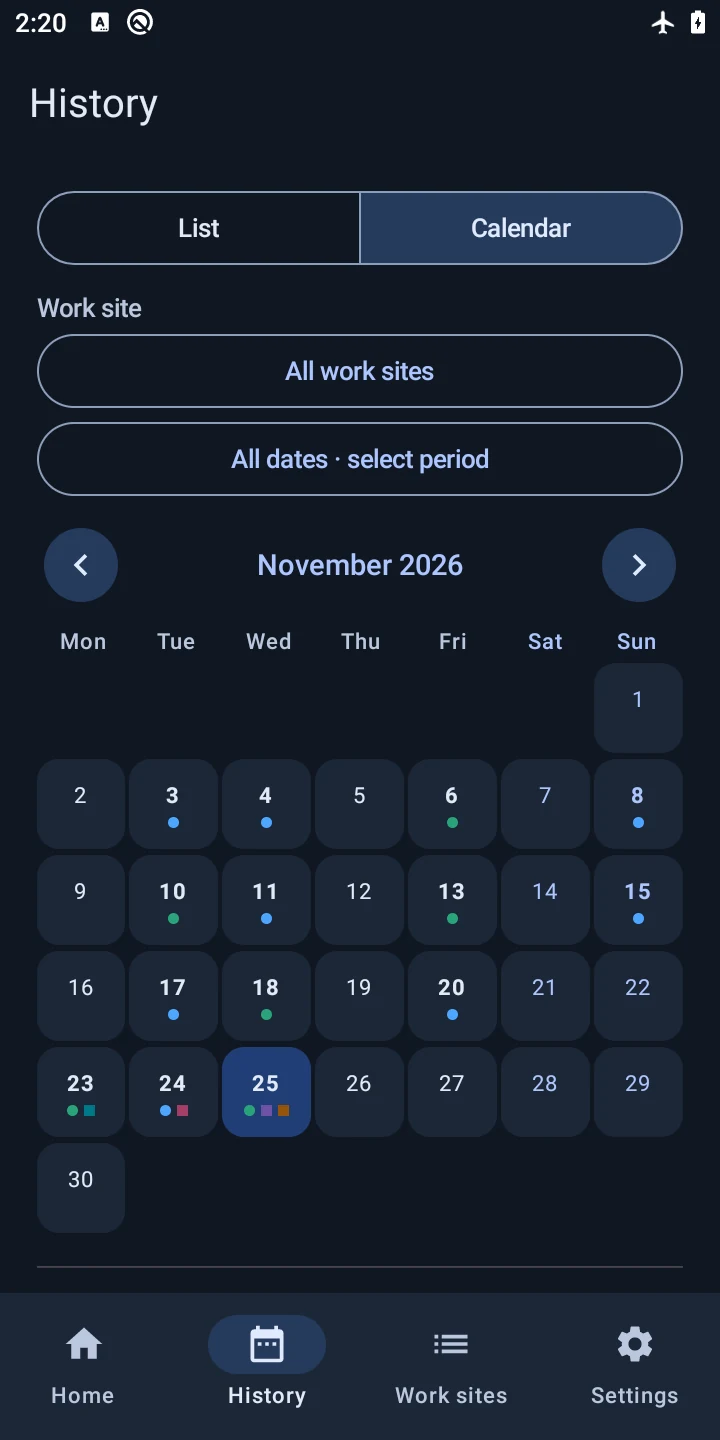 2:20
History
List Calendar
Work site
All work sites
All dates · select period
November 2026
Mon Tue Wed Thu Fri Sat Sun
1
2 3 4 5 6 7 8
9 10 11 12 13 14 15
16 17 18 19 20 21 22
23 24 25 26 27 28 29
30
Home History Work sites Settings